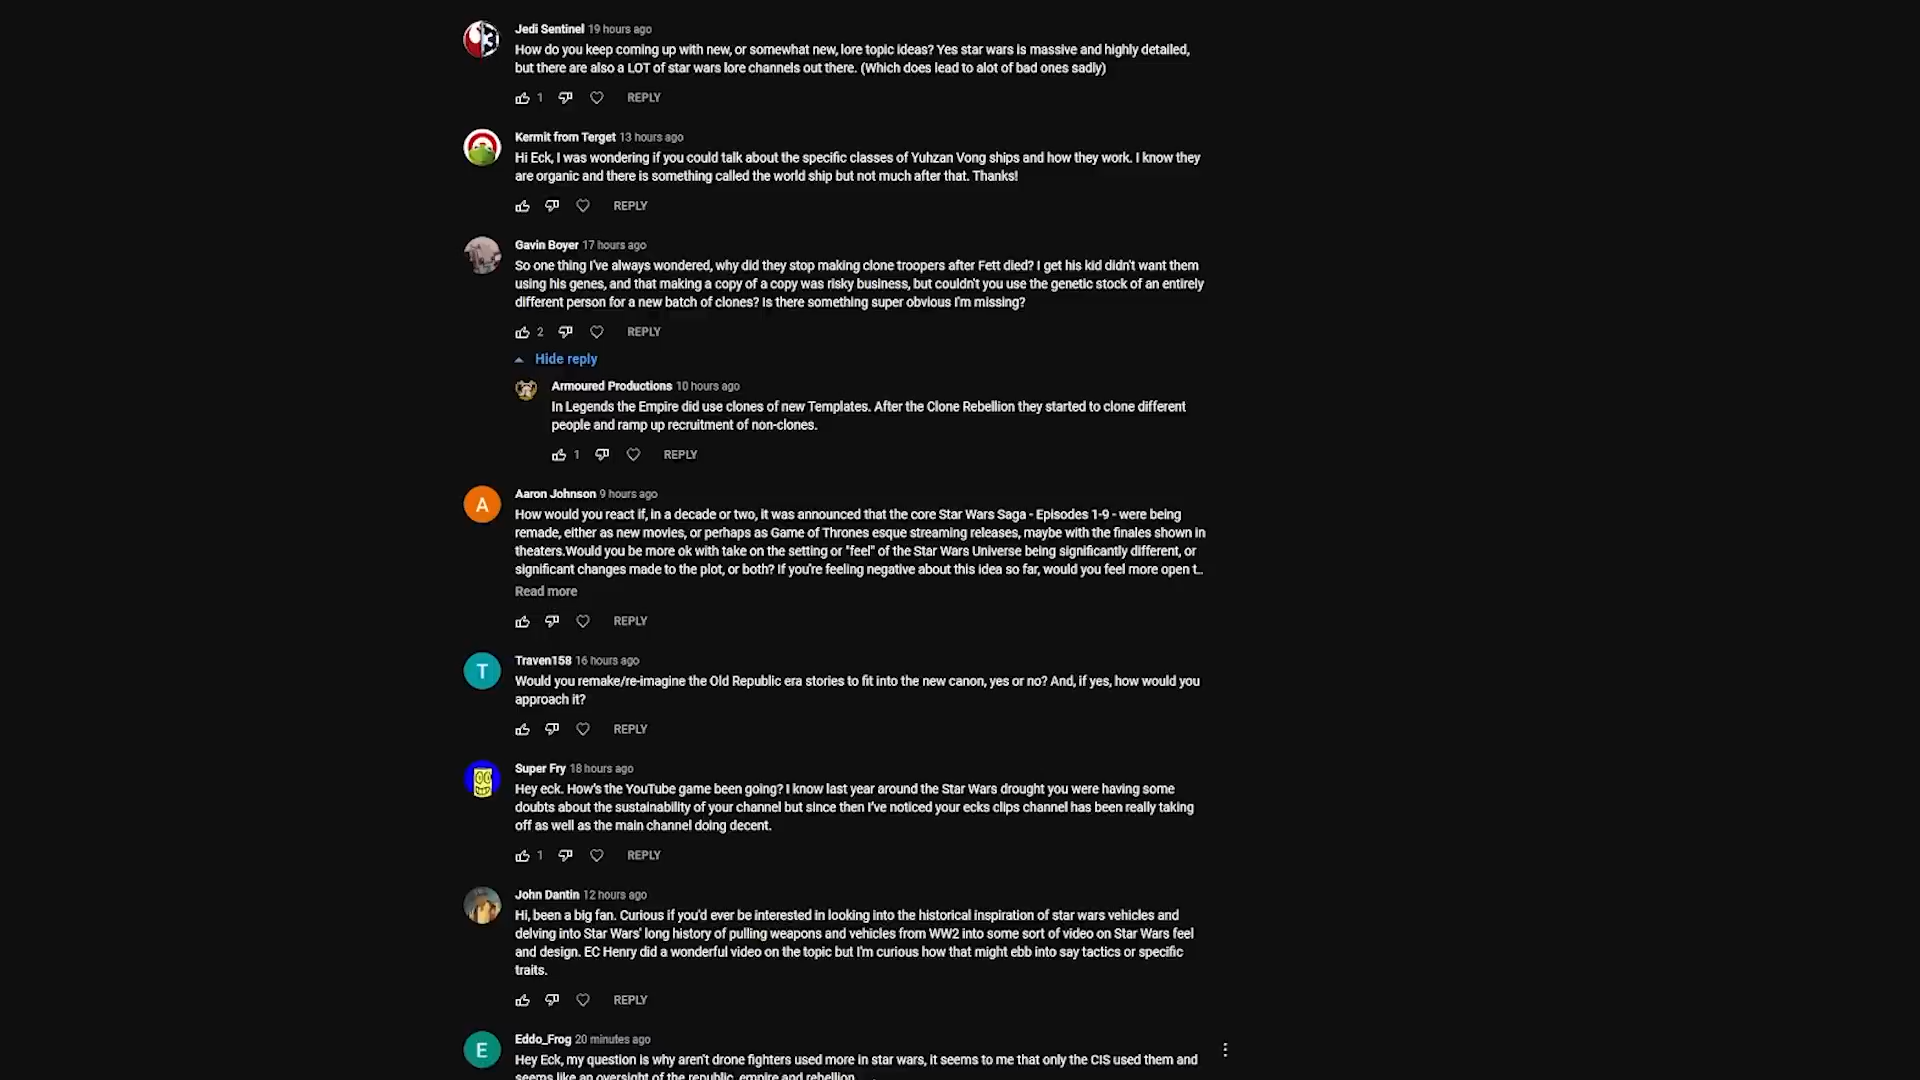 Jedi Sentinel 19 hours ago
How do you keep coming up with new, or somewhat new, lore topic ideas? Yes star wars is massive and highly detailed,
but there are also a LOT of star wars lore channels out there. (Which does lead to alot of bad ones sadly)
1 REPLY
Kermit from Terget 13 hours ago
Hi Eck, I was wondering if you could talk about the specific classes of Yuhzan Vong ships and how they work. I know they
are organic and there is something called the world ship but not much after that. Thanks!
REPLY
Gavin Boyer 17 hours ago
So one thing I've always wondered, why did they stop making clone troopers after Fett died? I get his kid didn't want them
using his genes, and that making a copy of a copy was risky business, but couldn't you use the genetic stock of an entirely
different person for a new batch of clones? Is there something super obvious I'm missing?
2 REPLY
Hide reply
Armoured Productions 10 hours ago
In Legends the Empire did use clones of new Templates. After the Clone Rebellion they started to clone different
people and ramp up recruitment of non-clones.
1 REPLY
A
Aaron Johnson 9 hours ago
How would you react if, in a decade or two, it was announced that the core Star Wars Saga - Episodes 1-9 - were being
remade, either as new movies, or perhaps as Game of Thrones esque streaming releases, maybe with the finales shown in
theaters.Would you be more ok with take on the setting or "feel" of the Star Wars Universe being significantly different, or
significant changes made to the plot, or both? If you're feeling negative about this idea so far, would you feel more open t...
Read more
REPLY
T
Traven158 16 hours ago
Would you remake/re-imagine the Old Republic era stories to fit into the new canon, yes or no? And, if yes, how would you
approach it?
REPLY
Super Fry 18 hours ago
Hey eck. How's the YouTube game been going? I know last year around the Star Wars drought you were having some
doubts about the sustainability of your channel but since then I've noticed your ecks clips channel has been really taking
off as well as the main channel doing decent.
1 REPLY
John Dantin 12 hours ago
Hi, been a big fan. Curious if you'd ever be interested in looking into the historical inspiration of star wars vehicles and
delving into Star Wars' long history of pulling weapons and vehicles from WW2 into some sort of video on Star Wars feel
and design. EC Henry did a wonderful video on the topic but I'm curious how that might ebb into say tactics or specific
traits.
REPLY
E
Eddo_Frog 20 minutes ago
Hey Eck, my question is why aren't drone fighters used more in star wars, it seems to me that only the CIS used them and
seems like an oversight of the republic, empire and rebellion